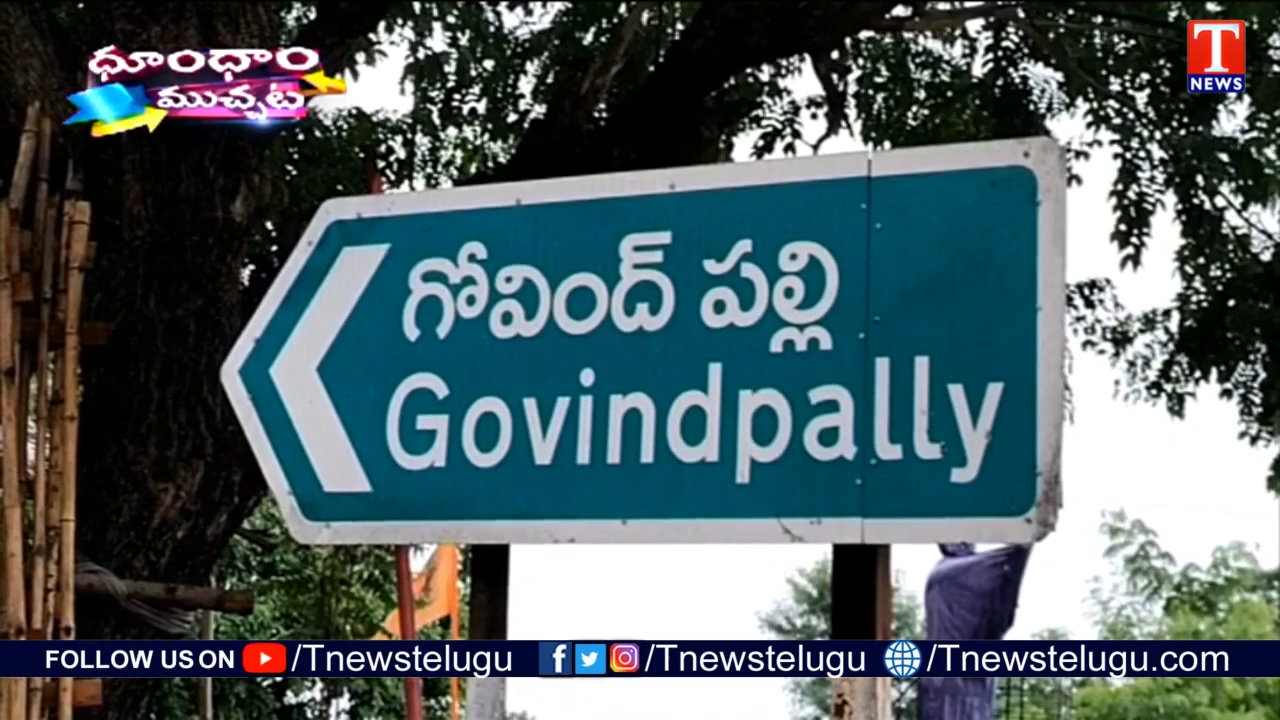 ధూంధాం
ముచ్చట
T
NEWS
గోవింద్ పల్లి
Govindpally
FOLLOW US ON /Tnewstelugu /Tnewstelugu /Tnewstelugu.com